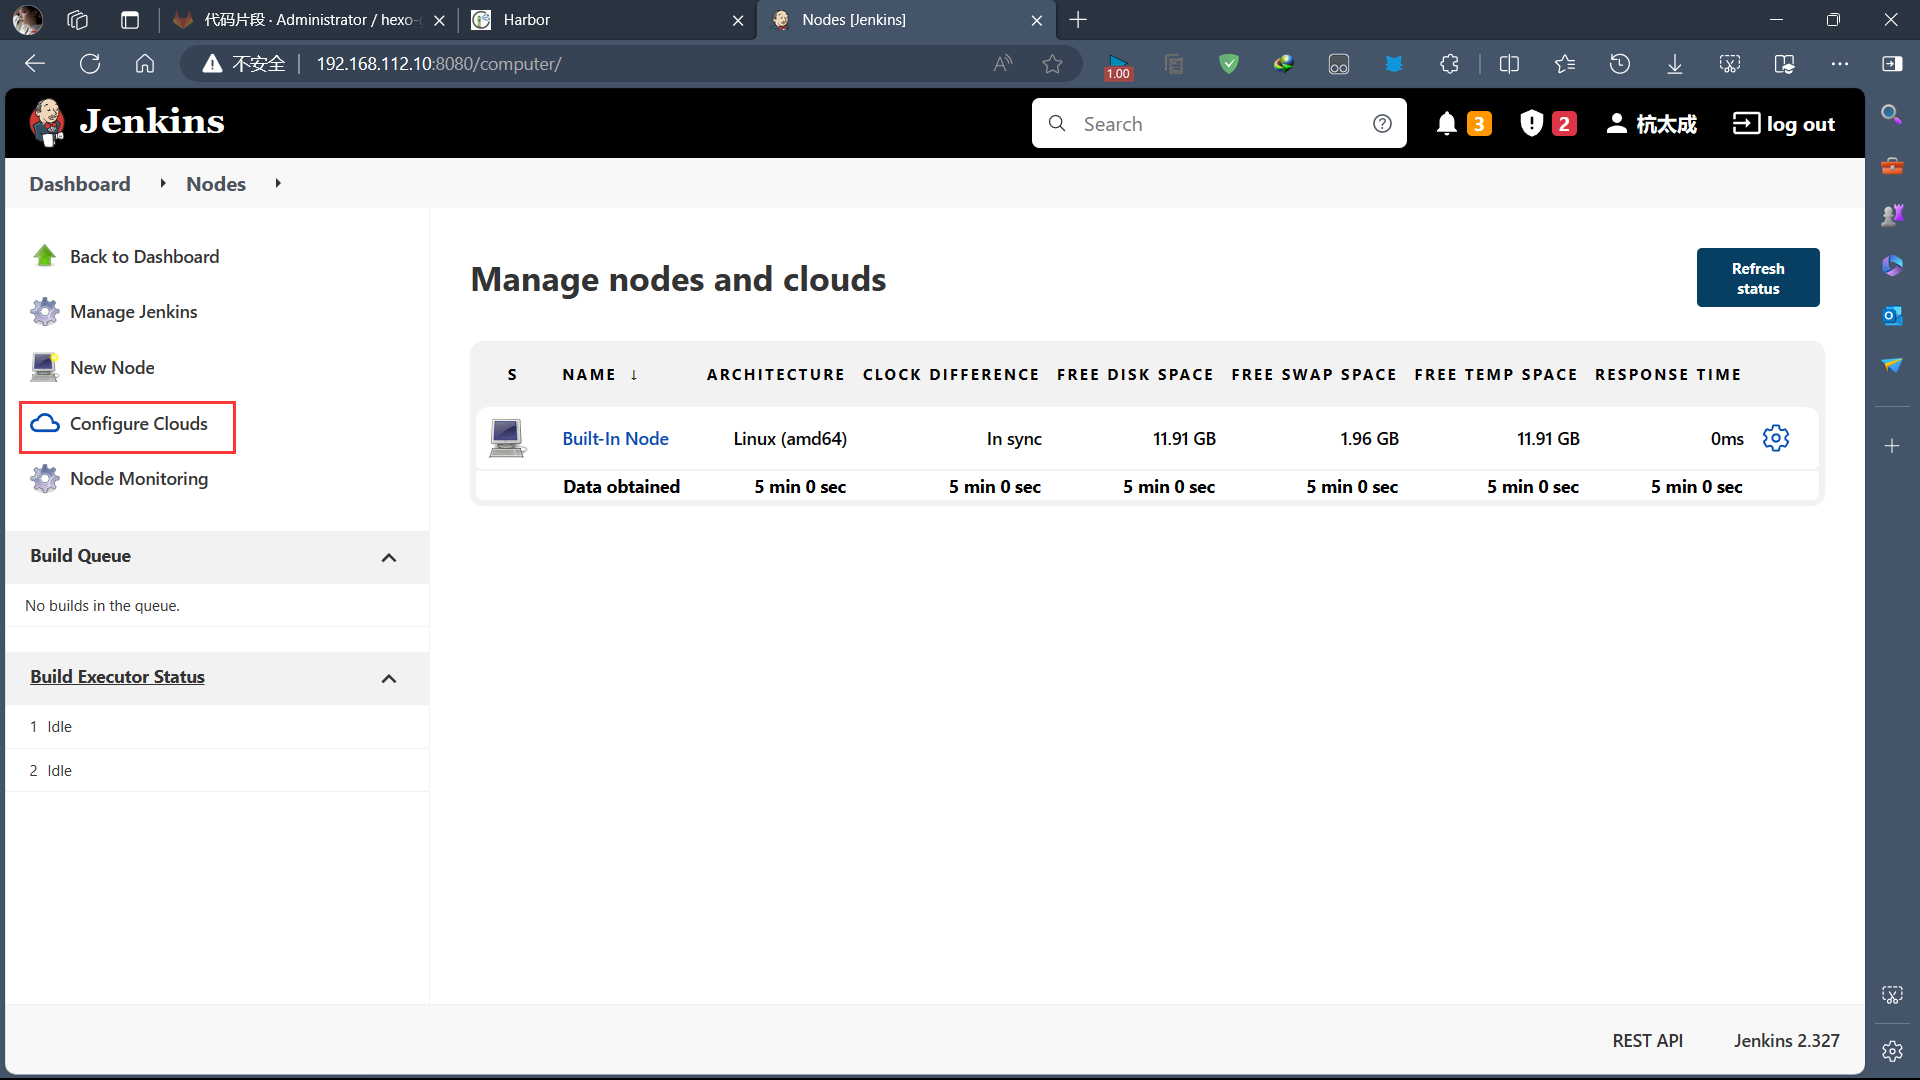 代码片段 · Administrator / hexo-
Harbor
Nodes [Jenkins]
不安全
192.168.112.10:8080/computer/
1.00
Jenkins
Search
3
2
杭太成
log out
Dashboard
Nodes
Back to Dashboard
Manage Jenkins
New Node
Configure Clouds
Node Monitoring
Build Queue
No builds in the queue.
Build Executor Status
1 Idle
2 Idle
Manage nodes and clouds
Refresh
status
S NAME ↓ ARCHITECTURE CLOCK DIFFERENCE FREE DISK SPACE FREE SWAP SPACE FREE TEMP SPACE RESPONSE TIME
Built-In Node Linux (amd64) In sync 11.91 GB 1.96 GB 11.91 GB 0ms
Data obtained 5 min 0 sec 5 min 0 sec 5 min 0 sec 5 min 0 sec 5 min 0 sec 5 min 0 sec
REST API
Jenkins 2.327